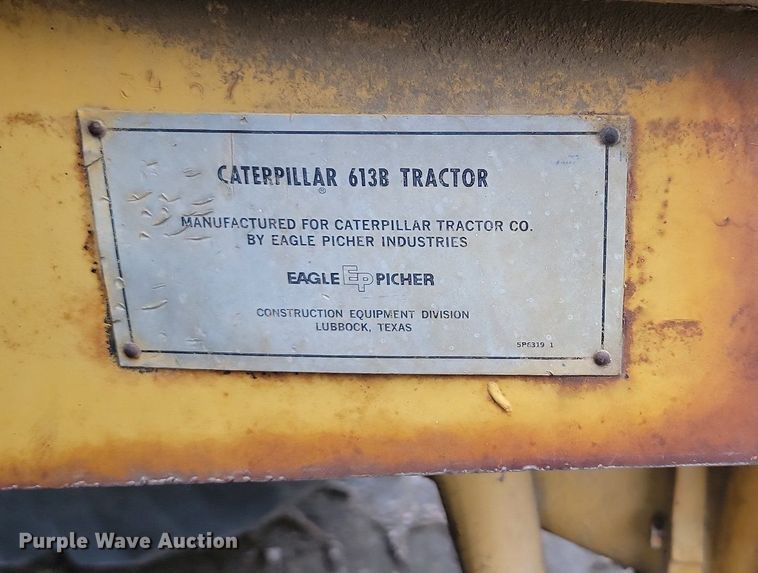 CATERPILLAR 613B TRACTOR
®
MANUFACTURED FOR CATERPILLAR TRACTOR CO.
BY EAGLE PICHER INDUSTRIES
EAGLE EP PICHER
CONSTRUCTION EQUIPMENT DIVISION
LUBBOCK, TEXAS
5P6319 1
Purple Wave Auction